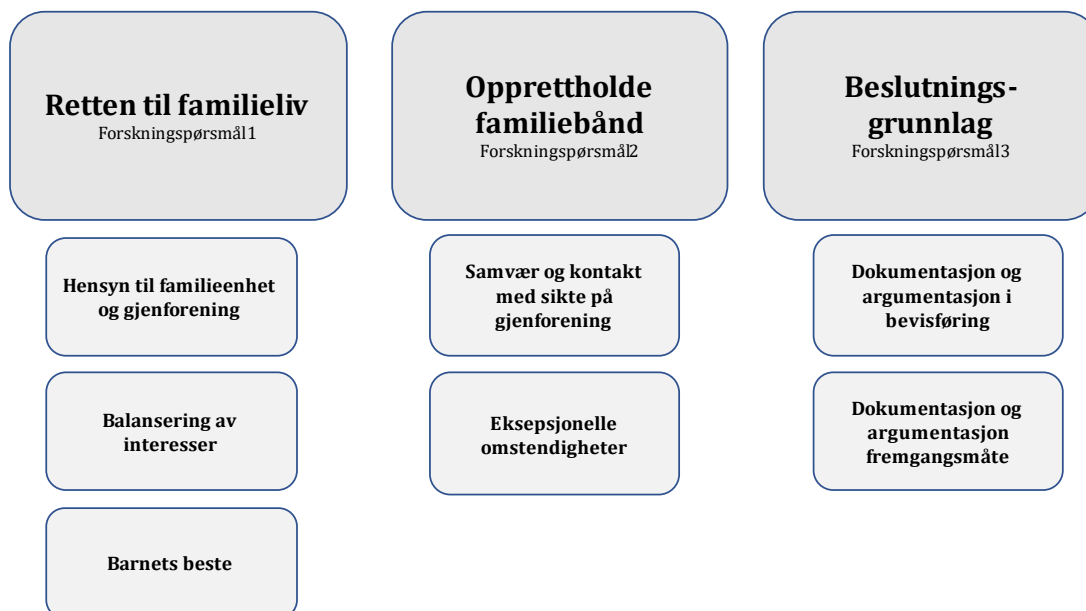 Retten til familieliv
Forskningspørsmål1
Hensyn til familieenhet
og gjenforening
Balansering av
interesser
Barnets beste
Opprettholde
familiebånd
Forskningspørsmål2
Samvær og kontakt
med sikte på
gjenforening
Eksepsjonelle
omstendigheter
Beslutnings-
grunnlag
Forskningspørsmål3
Dokumentasjon og
argumentasjon i
bevisføring
Dokumentasjon og
argumentasjon
fremgangsmåte